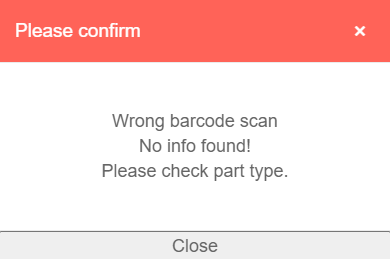 Please confirm
×
Wrong barcode scan
No info found!
Please check part type.
Close